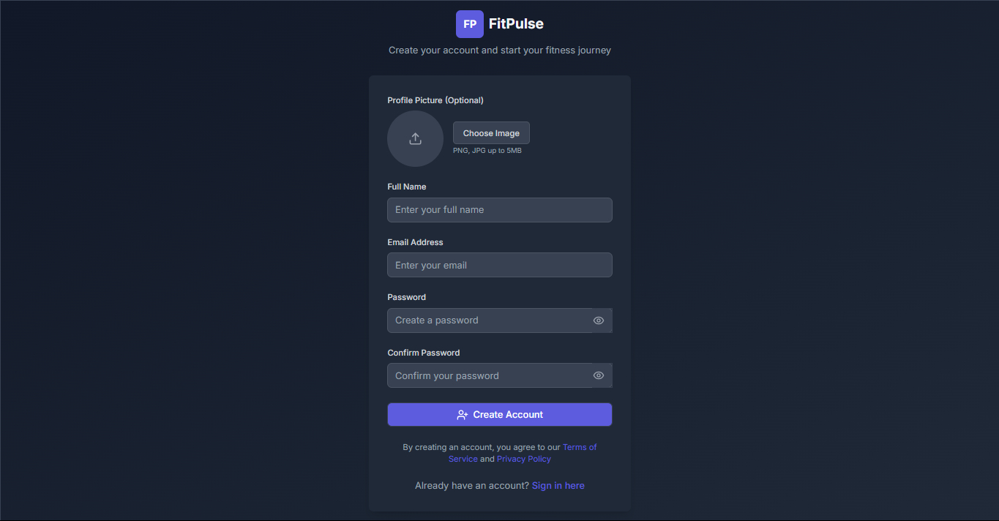 FP FitPulse
Create your account and start your fitness journey
Profile Picture (Optional)
Choose Image
PNG, JPG up to 5MB
Full Name
Enter your full name
Email Address
Enter your email
Password
Create a password
Confirm Password
Confirm your password
Create Account
By creating an account, you agree to our Terms of
Service and Privacy Policy
Already have an account? Sign in here